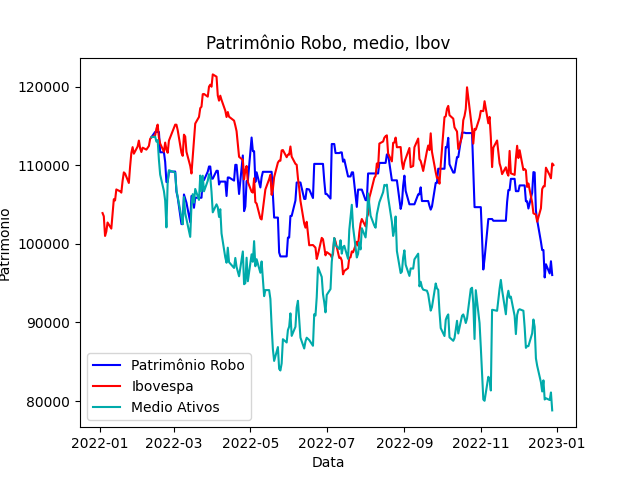 Patrimônio Robo, medio, Ibov
120000
110000
100000
90000
80000
Patrimonio
Patrimônio Robo
Ibovespa
Medio Ativos
2022-01
2022-03
2022-05
2022-07
2022-09
2022-11
2023-01
Data